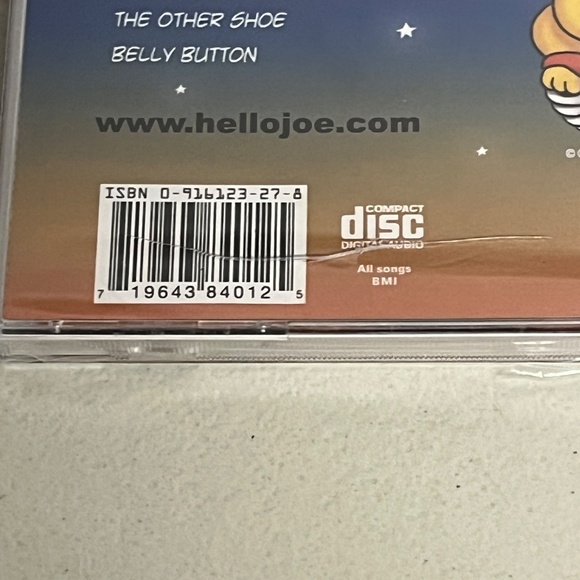 THE OTHER SHOE
BELLY BUTTON
www.hellojoe.com
©
ISBN 0-916123-27-8
7 19643 84012 5
COMPACT
disc
DIGITAL AUDIO
All songs
BMI